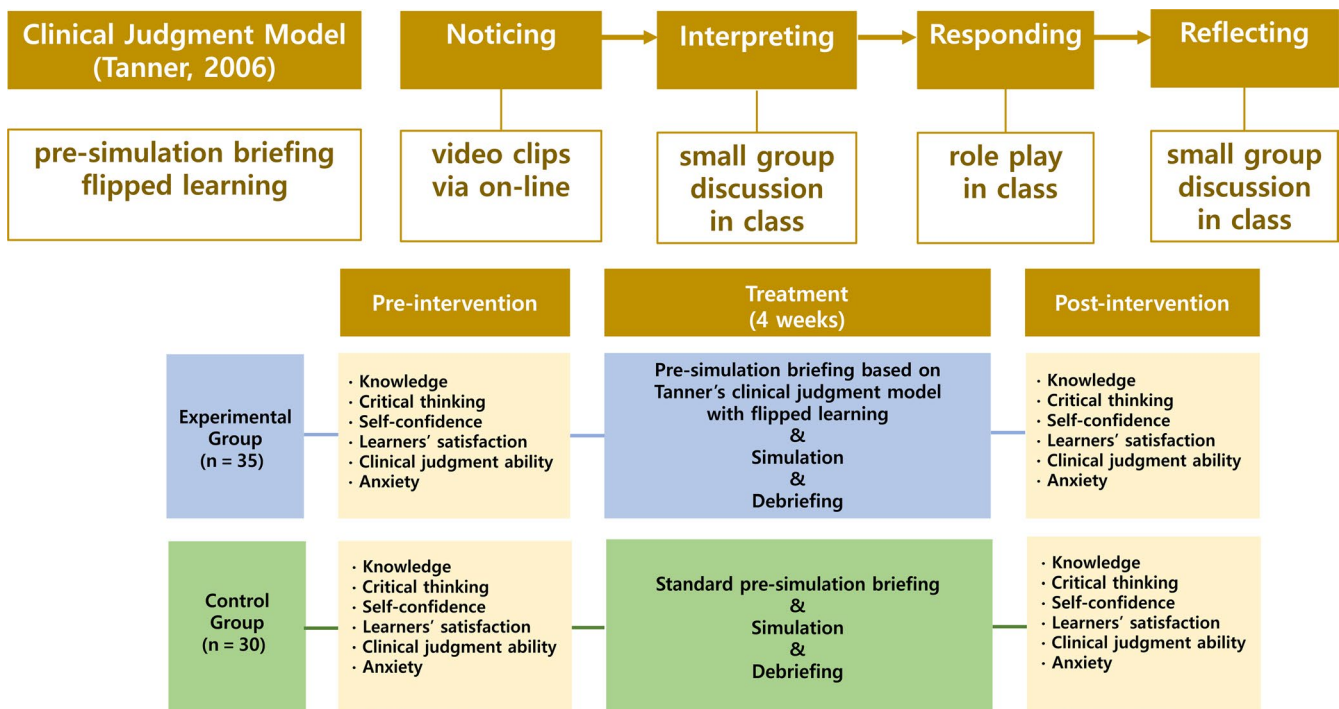 Clinical Judgment Model
(Tanner, 2006)
Noticing
Interpreting
Responding
Reflecting
pre-simulation briefing
flipped learning
video clips
via on-line
small group
discussion
in class
role play
in class
small group
discussion
in class
Pre-intervention
Treatment
(4 weeks)
Post-intervention
Experimental
Group
(n = 35)
· Knowledge
· Critical thinking
· Self-confidence
· Learners' satisfaction
· Clinical judgment ability
· Anxiety
Pre-simulation briefing based on
Tanner's clinical judgment model
with flipped learning
&
Simulation
&
Debriefing
· Knowledge
· Critical thinking
· Self-confidence
· Learners' satisfaction
· Clinical judgment ability
· Anxiety
Control
Group
(n = 30)
· Knowledge
· Critical thinking
· Self-confidence
· Learners' satisfaction
· Clinical judgment ability
· Anxiety
Standard pre-simulation briefing
&
Simulation
&
Debriefing
· Knowledge
· Critical thinking
· Self-confidence
· Learners' satisfaction
· Clinical judgment ability
· Anxiety